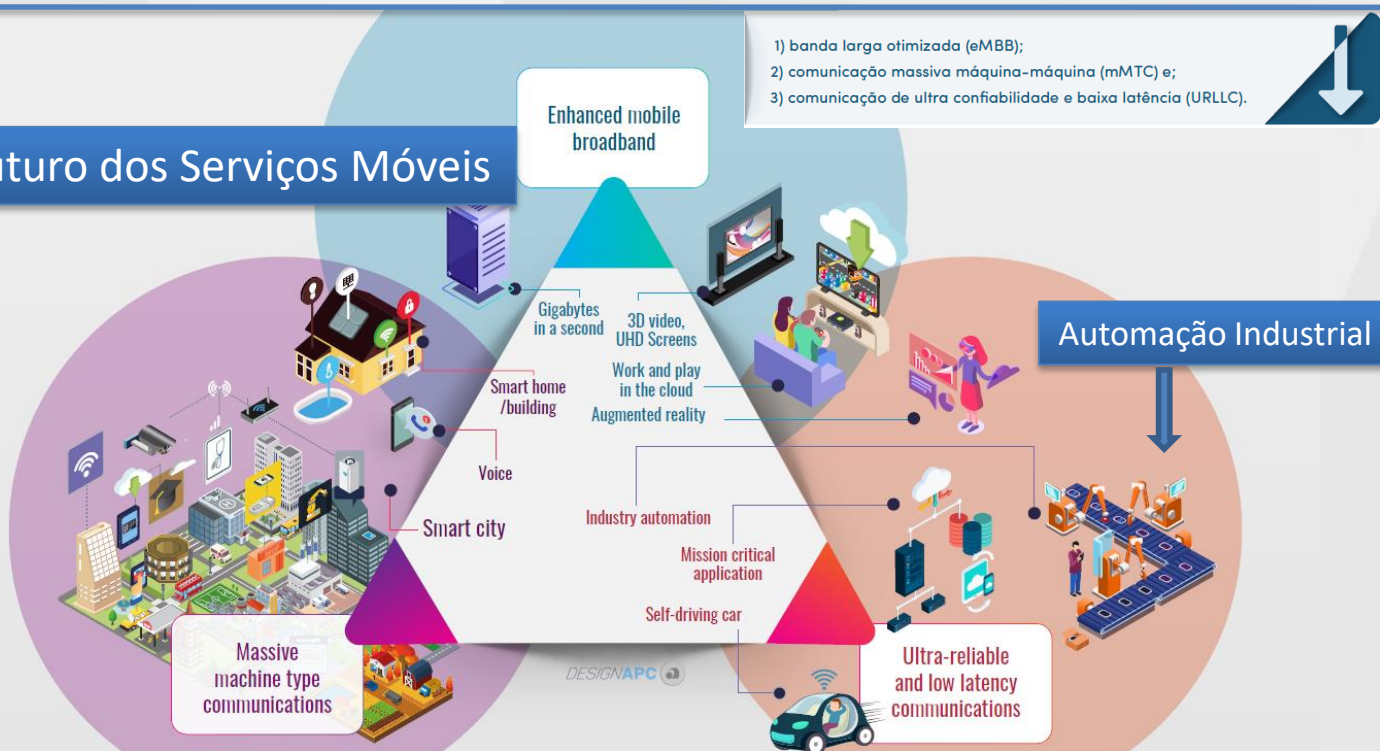 1) banda larga otimizada (eMBB);
2) comunicação massiva máquina-máquina (mMTC) e;
3) comunicação de ultra confiabilidade e baixa latência (URLLC).
Enhanced mobile
broadband
uturo dos Serviços Móveis
Automação Industrial
Gigabytes
in a second
3D video,
UHD Screens
Smart home
/building
Work and play
in the cloud
Augmented reality
Voice
Smart city
Industry automation
Mission critical
application
Self-driving car
Massive
machine type
communications
DESIGNAPC a
Ultra-reliable
and low latency
communications